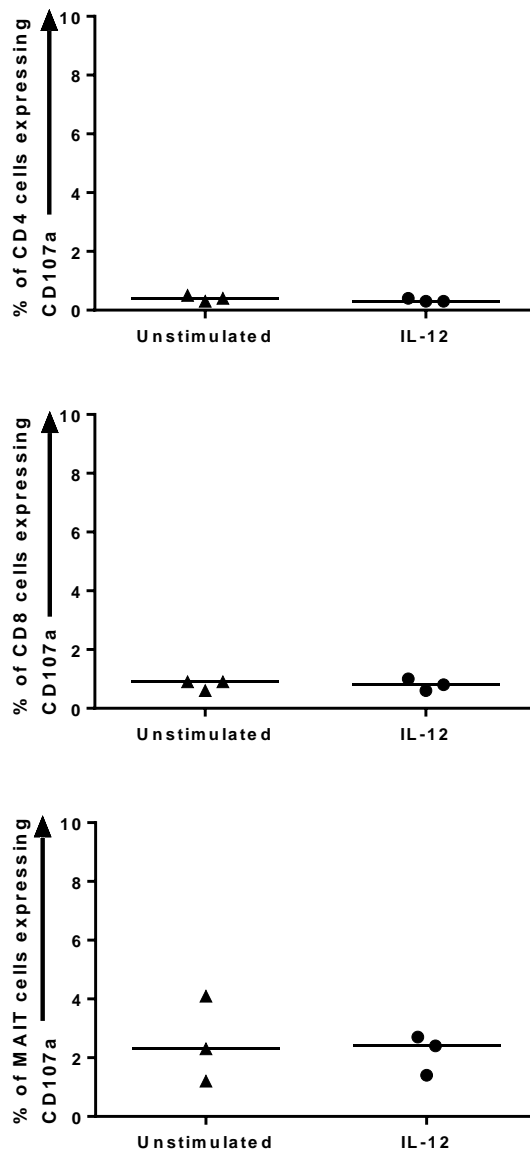 % of CD4 cells expressing
CD107a
10
8
6
4
2
0
Unstimulated IL-12
% of CD8 cells expressing
CD107a
10
8
6
4
2
0
Unstimulated IL-12
% of MAIT cells expressing
CD107a
10
8
6
4
2
0
Unstimulated IL-12